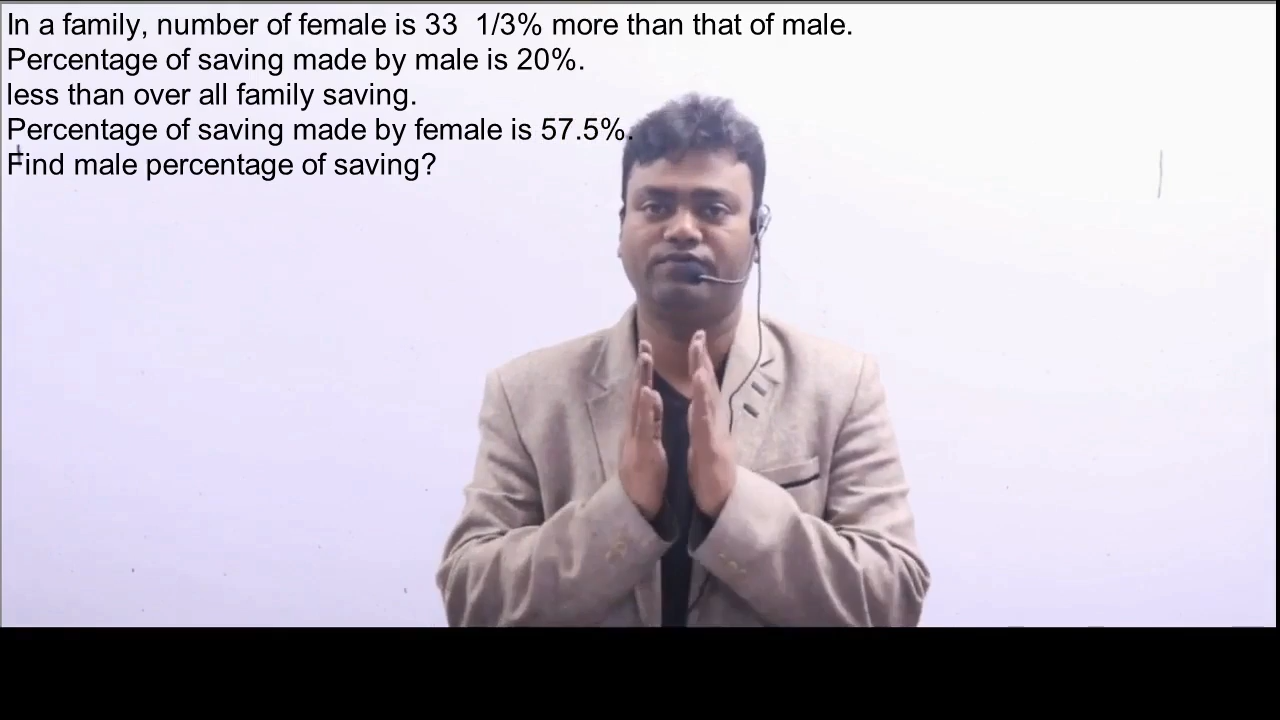 In a family, number of female is 33  1/3% more than that of male.
Percentage of saving made by male is 20%.
less than over all family saving.
Percentage of saving made by female is 57.5%.
Find male percentage of saving?